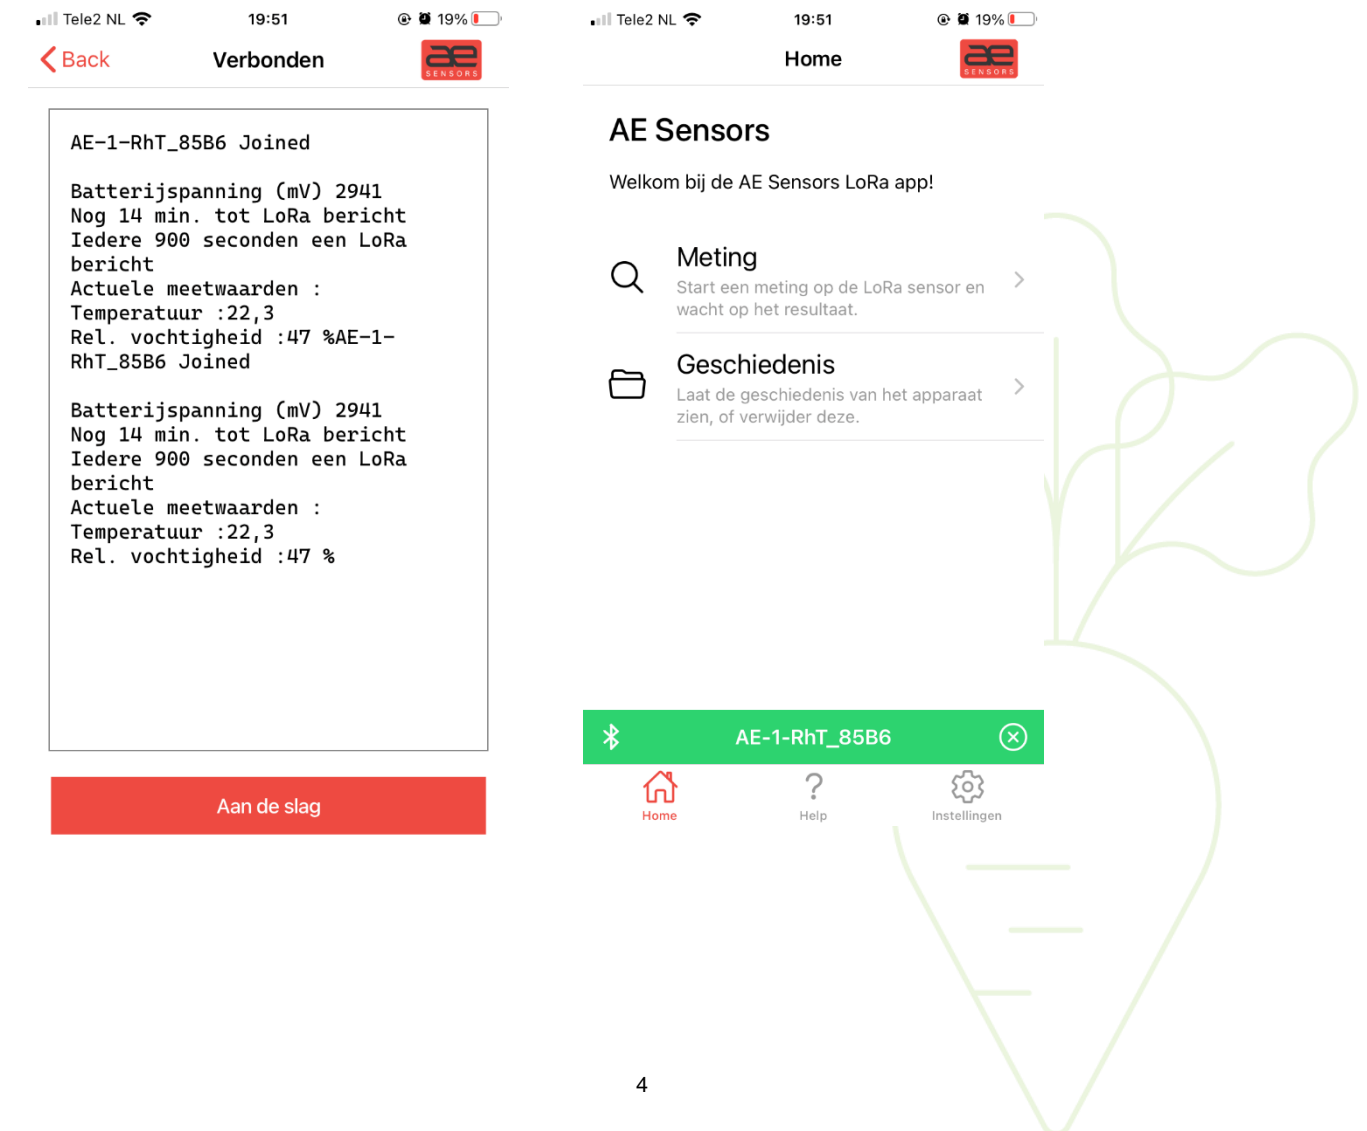 Tele2 NL 19:51 19%
Back Verbonden ae SENSORS
AE-1-RhT_85B6 Joined
Batterijspanning (mV) 2941
Nog 14 min. tot LoRa bericht
Iedere 900 seconden een LoRa
bericht
Actuele meetwaarden :
Temperatuur :22,3
Rel. vochtigheid :47 %AE-1-
RhT_85B6 Joined
Batterijspanning (mV) 2941
Nog 14 min. tot LoRa bericht
Iedere 900 seconden een LoRa
bericht
Actuele meetwaarden :
Temperatuur :22,3
Rel. vochtigheid :47 %
Aan de slag
Tele2 NL 19:51 19%
Home ae SENSORS
AE Sensors
Welkom bij de AE Sensors LoRa app!
Meting
Start een meting op de LoRa sensor en
wacht op het resultaat.
Geschiedenis
Laat de geschiedenis van het apparaat
zien, of verwijder deze.
AE-1-RhT_85B6
Home Help Instellingen
4